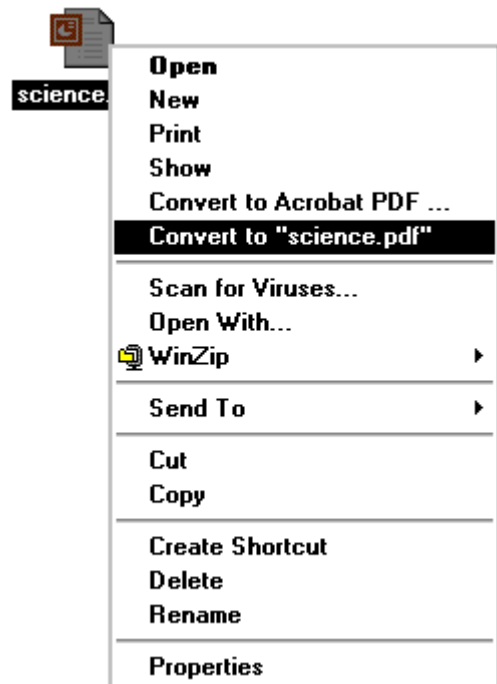 science.
Open
New
Print
Show
Convert to Acrobat PDF ...
Convert to "science.pdf"
Scan for Viruses...
Open With...
WinZip
Send To
Cut
Copy
Create Shortcut
Delete
Rename
Properties